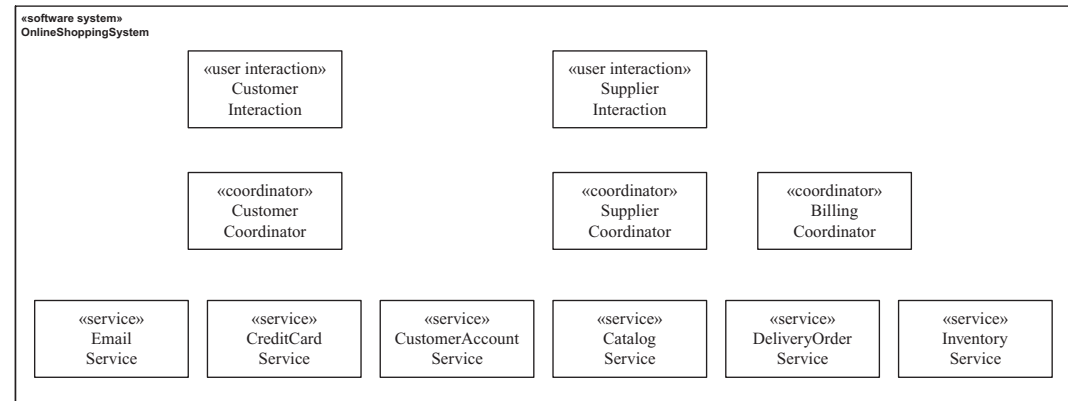 «software system»
OnlineShoppingSystem
«user interaction»
Customer
Interaction
«user interaction»
Supplier
Interaction
«coordinator»
Customer
Coordinator
«coordinator»
Supplier
Coordinator
«coordinator»
Billing
Coordinator
«service»
Email
Service
«service»
CreditCard
Service
«service»
CustomerAccount
Service
«service»
Catalog
Service
«service»
DeliveryOrder
Service
«service»
Inventory
Service